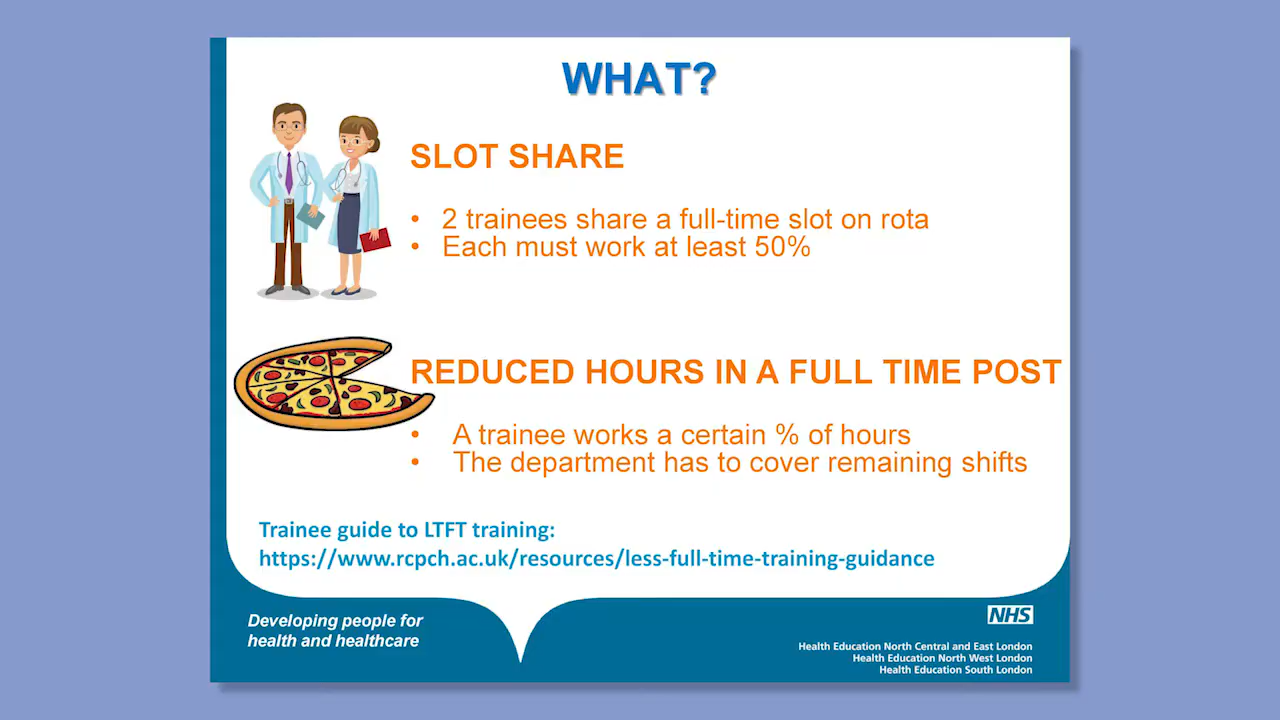 WHAT?
SLOT SHARE
• 2 trainees share a full-time slot on rota
• Each must work at least 50%
REDUCED HOURS IN A FULL TIME POST
• A trainee works a certain % of hours
• The department has to cover remaining shifts
Trainee guide to LTFT training:
https://www.rcpch.ac.uk/resources/less-full-time-training-guidance
Developing people for
health and healthcare
NHS
Health Education North Central and East London
Health Education North West London
Health Education South London